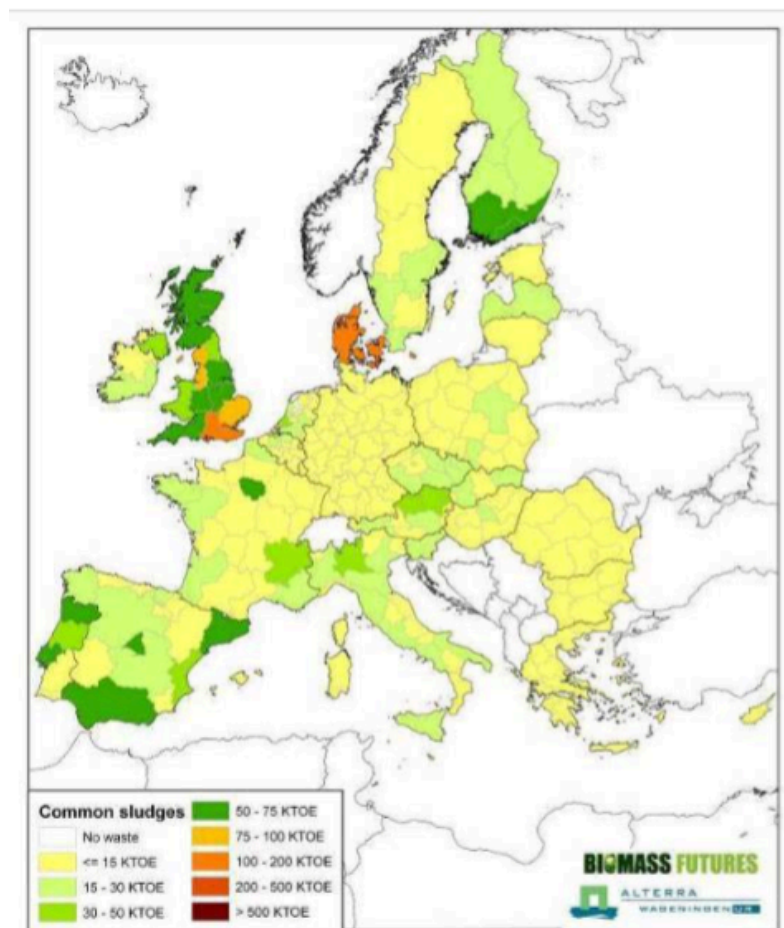 Common sludges
No waste
<= 15 KTOE
15 - 30 KTOE
30 - 50 KTOE
50 - 75 KTOE
75 - 100 KTOE
100 - 200 KTOE
200 - 500 KTOE
> 500 KTOE
BIOMASS FUTURES
ALTERRA
WAGENINGEN UR